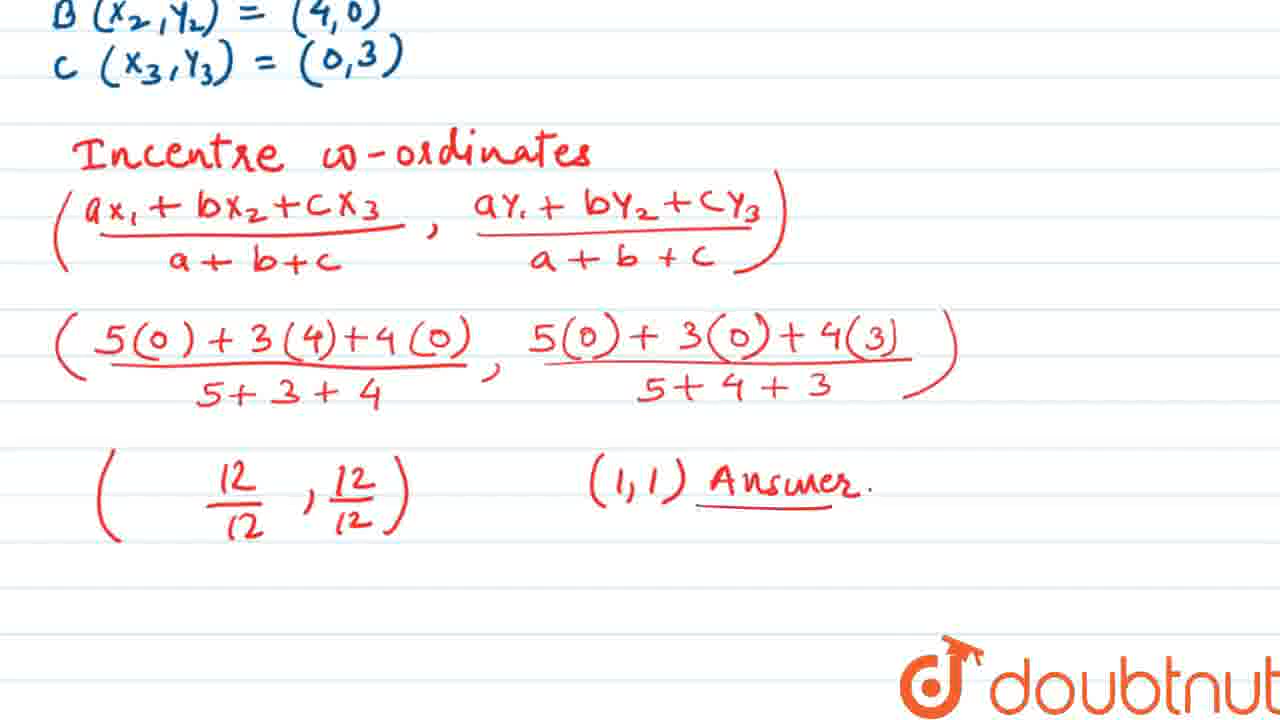 B (x₂, y₂) = (4,0)
C (x₃, y₃) = (0,3)
Incentre co-ordinates
( ax₁ + bx₂ + cx₃ / a + b + c , ay₁ + by₂ + cy₃ / a + b + c )
( 5(0) + 3(4) + 4(0) / 5 + 3 + 4 , 5(0) + 3(0) + 4(3) / 5 + 4 + 3 )
( 12/12 , 12/12 ) (1,1) Answer.
doubtnut